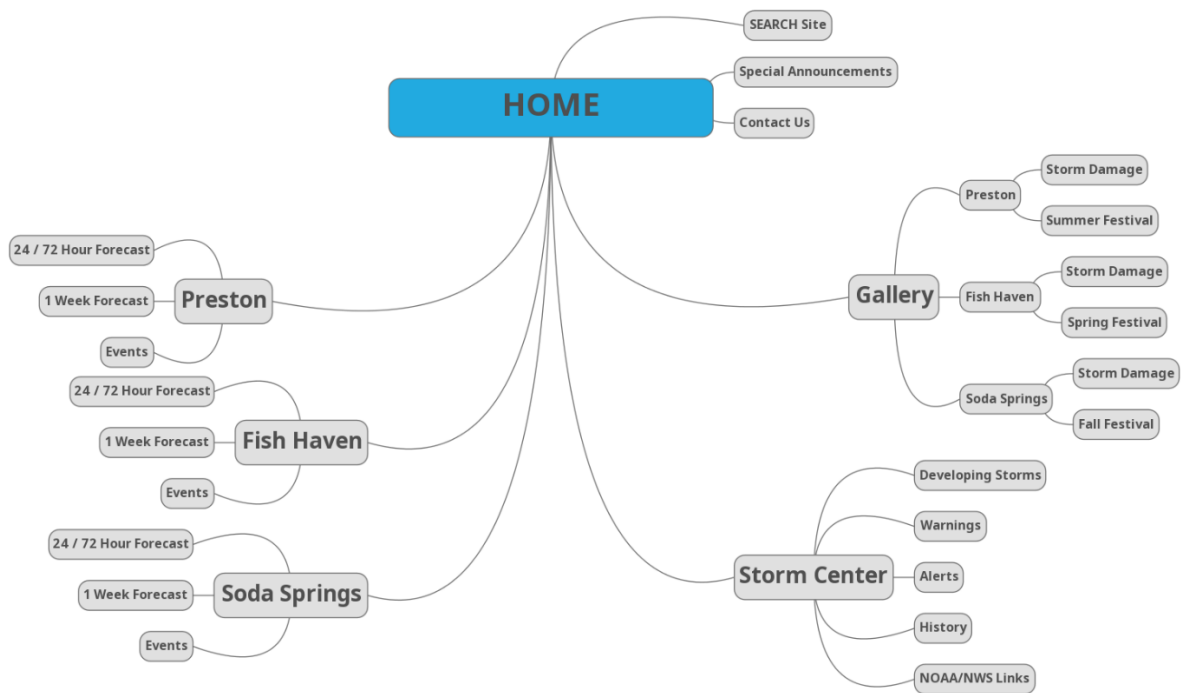 SEARCH Site
Special Announcements
HOME
Contact Us
24 / 72 Hour Forecast
Preston
1 Week Forecast
Events
24 / 72 Hour Forecast
Fish Haven
1 Week Forecast
Events
24 / 72 Hour Forecast
Soda Springs
1 Week Forecast
Events
Gallery
Preston
Storm Damage
Summer Festival
Fish Haven
Storm Damage
Spring Festival
Soda Springs
Storm Damage
Fall Festival
Storm Center
Developing Storms
Warnings
Alerts
History
NOAA/NWS Links